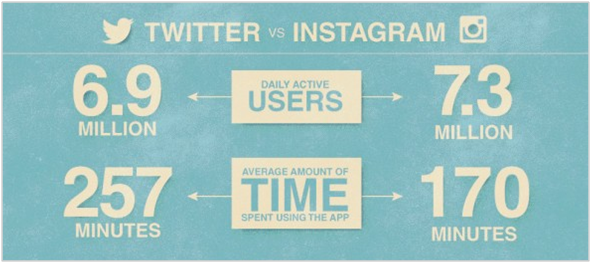 TWITTER VS INSTAGRAM
6.9
MILLION
DAILY ACTIVE
USERS
7.3
MILLION
257
MINUTES
AVERAGE AMOUNT OF
TIME
SPENT USING THE APP
170
MINUTES